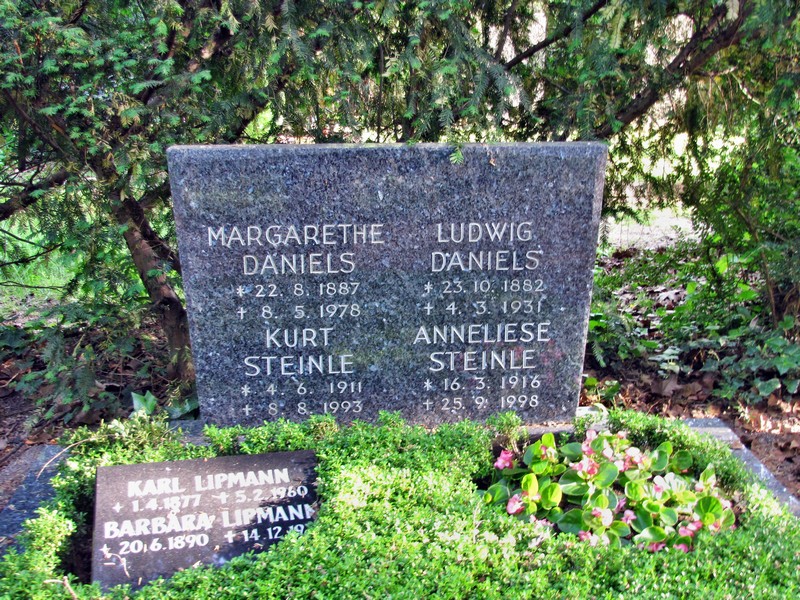 MARGARETHE
DANIELS
* 22. 8. 1887
+ 8. 5. 1978
LUDWIG
DANIELS
* 23. 10. 1882
+ 4. 3. 1931
KURT
STEINLE
* 4. 6. 1911
+ 8. 8. 1993
ANNELIESE
STEINLE
* 16. 3. 1916
+ 25. 9. 1998
KARL LIPMANN
* 1.4.1877 + 5.2.1960
BARBARA LIPMANN
* 20.6.1890 + 14.12.